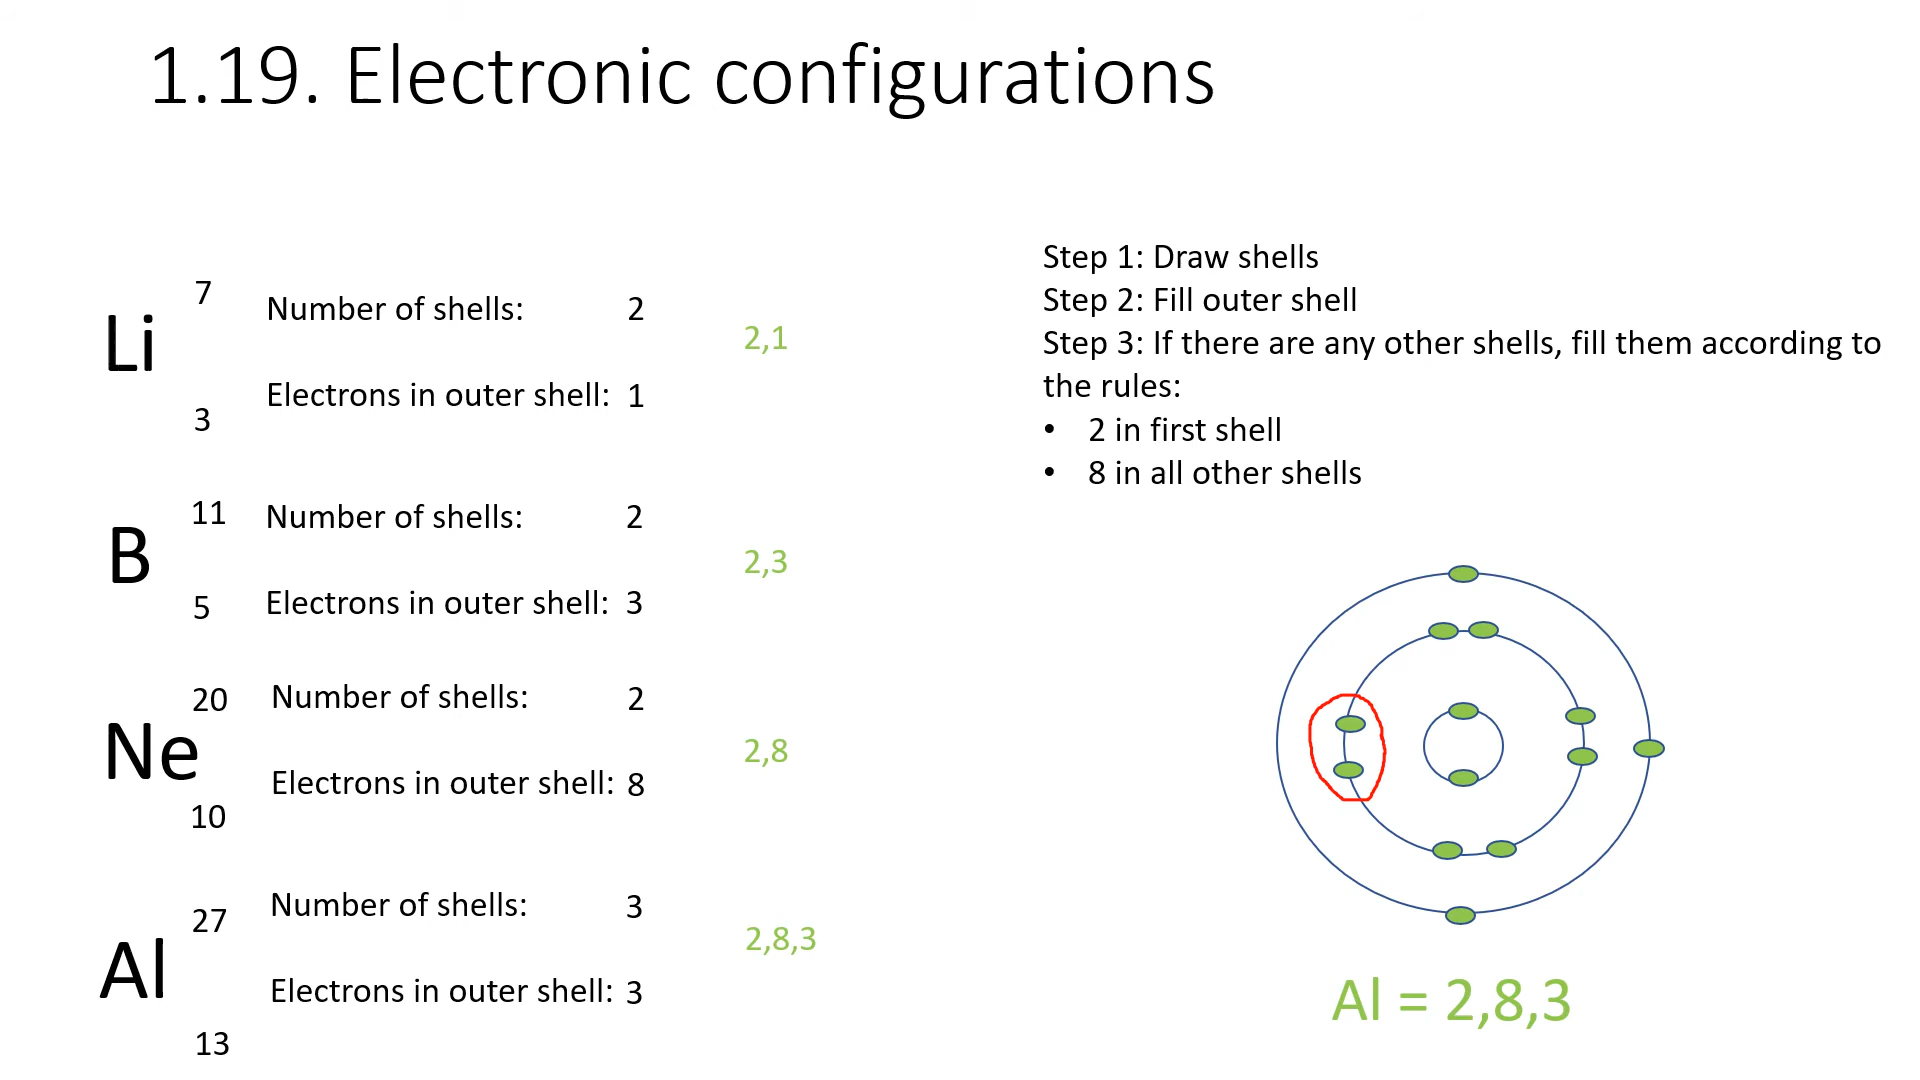 1.19. Electronic configurations
7
Li
3
Number of shells: 2
Electrons in outer shell: 1
2,1
11
B
5
Number of shells: 2
Electrons in outer shell: 3
2,3
20
Ne
10
Number of shells: 2
Electrons in outer shell: 8
2,8
27
Al
13
Number of shells: 3
Electrons in outer shell: 3
2,8,3
Step 1: Draw shells
Step 2: Fill outer shell
Step 3: If there are any other shells, fill them according to
the rules:
• 2 in first shell
• 8 in all other shells
Al = 2,8,3